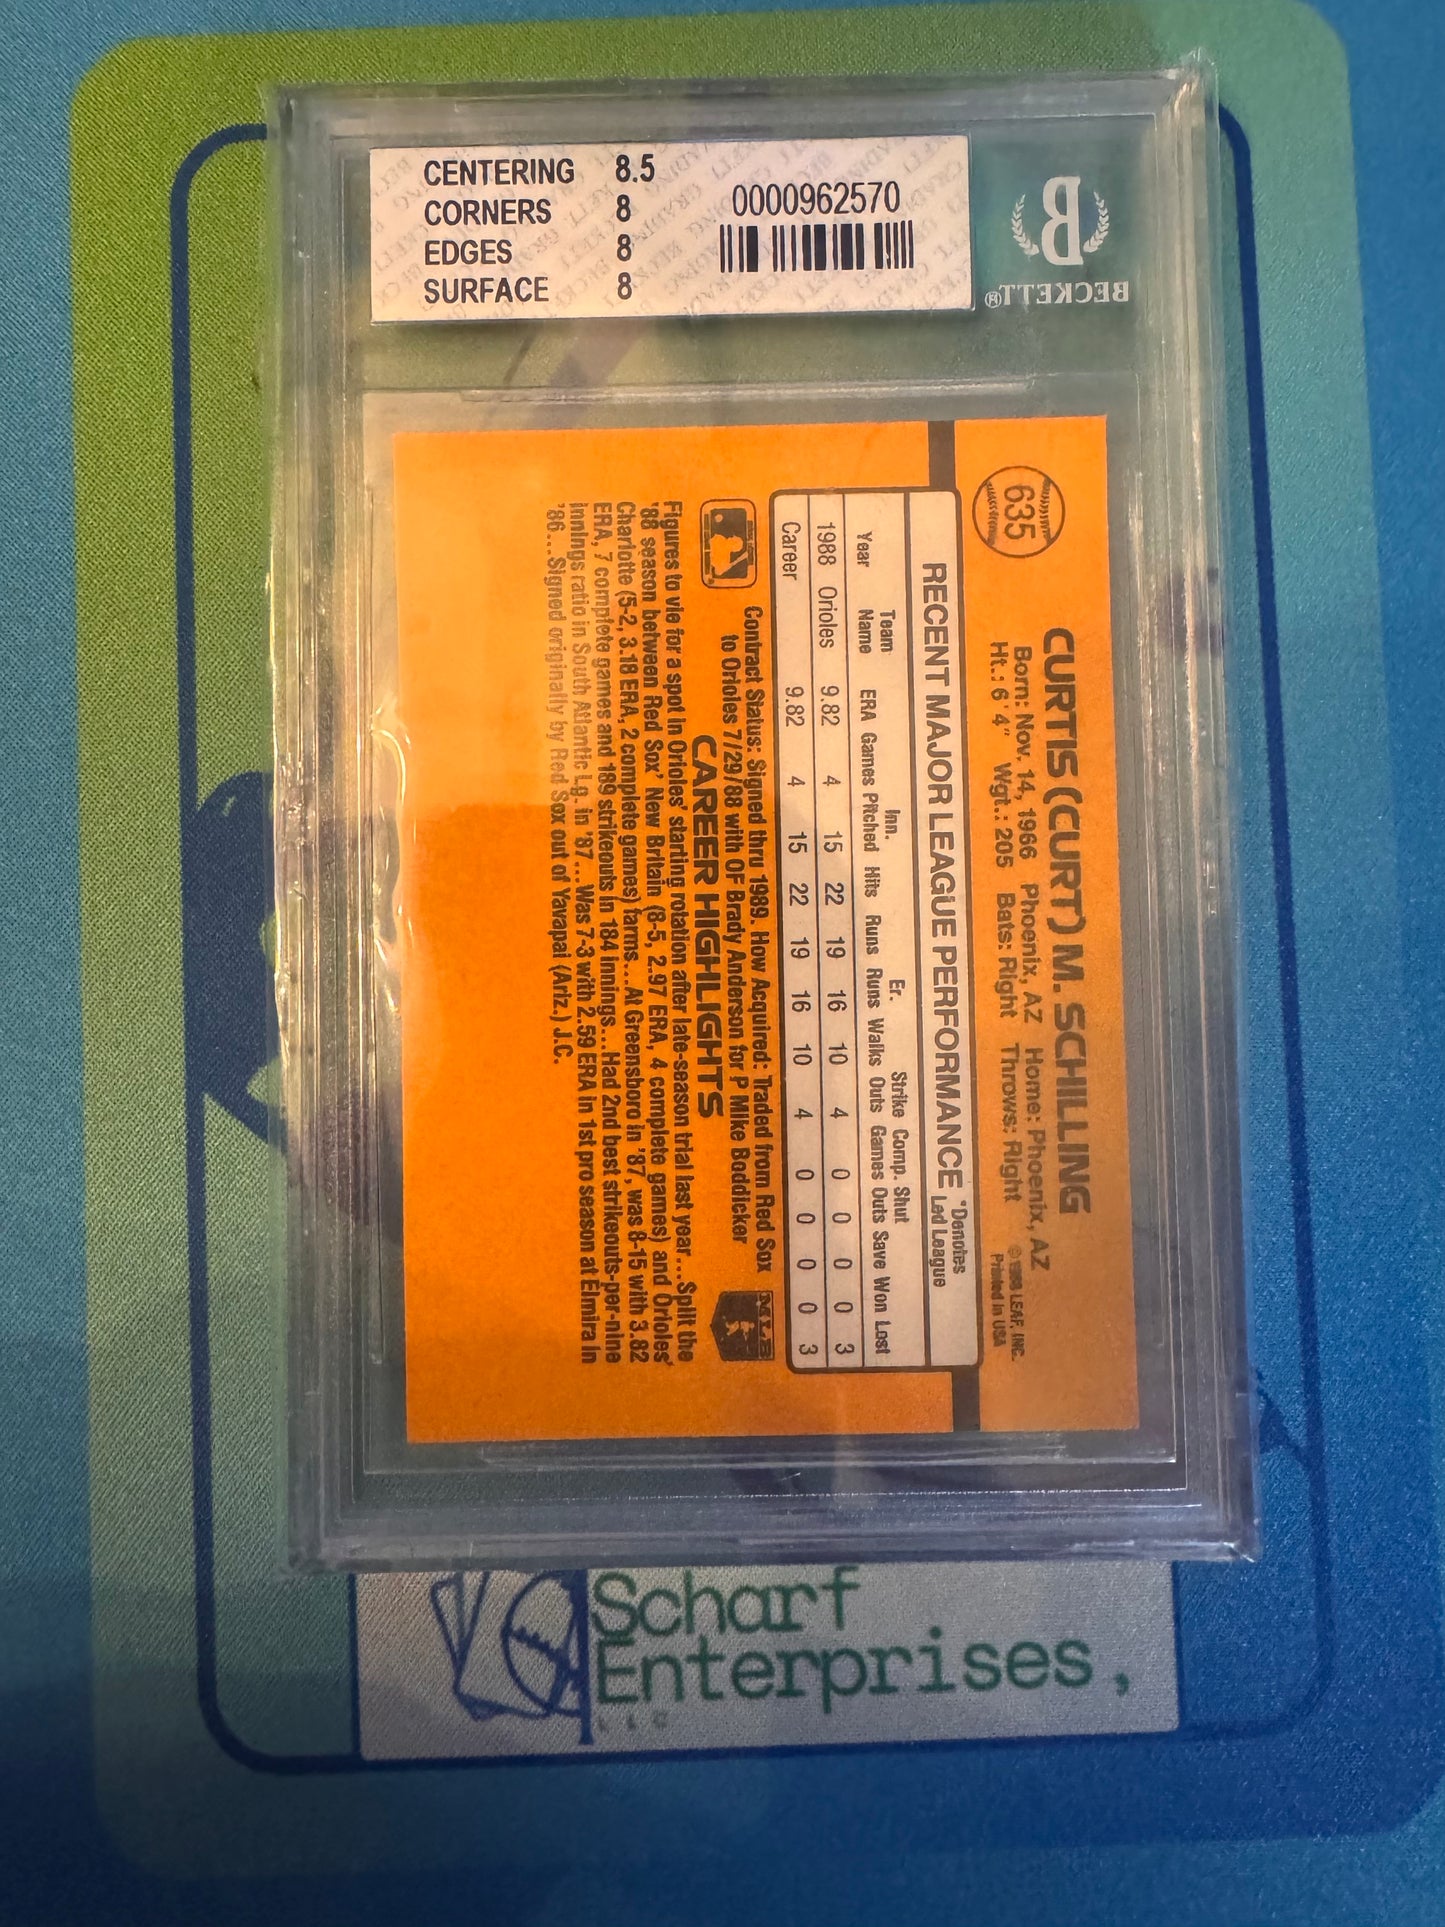 CENTERING 8.5
CORNERS 8
EDGES 8
SURFACE 8
0000962570
BECKETT®
635
CURTIS (CURT) M. SCHILLING
Born: Nov. 14, 1966 Phoenix, AZ Home: Phoenix, AZ
Ht.: 6'4" Wgt.: 205 Bats: Right Throws: Right
© 1989 LEAF, INC.
Printed in USA
RECENT MAJOR LEAGUE PERFORMANCE
*Denotes
Led League
Year Team Name ERA Games Inn. Pitched Hits Runs Er. Runs Walks Strike Outs Comp. Games Shut Outs Save Won Lost
1988 Orioles 9.82 4 15 22 19 16 10 4 0 0 0 0 3
Career 9.82 4 15 22 19 16 10 4 0 0 0 0 3
Contract Status: Signed thru 1989. How Acquired: Traded from Red Sox
to Orioles 7/29/88 with OF Brady Anderson for P Mike Boddicker
MLB
CAREER HIGHLIGHTS
Figures to vie for a spot in Orioles' starting rotation after late-season trial last year...Split the
'88 season between Red Sox' New Britain (8-5, 2.97 ERA, 4 complete games) and Orioles'
Charlotte (5-2, 3.18 ERA, 2 complete games) farms...At Greensboro in '87, was 8-15 with 3.82
ERA, 7 complete games and 189 strikeouts in 184 innings...Had 2nd best strikeouts-per-nine
innings ratio in South Atlantic Lg. in '87...Was 7-3 with 2.59 ERA in 1st pro season at Elmira in
'86...Signed originally by Red Sox out of Yavapai (Ariz.) J.C.
Scharf
Enterprises,
LLC